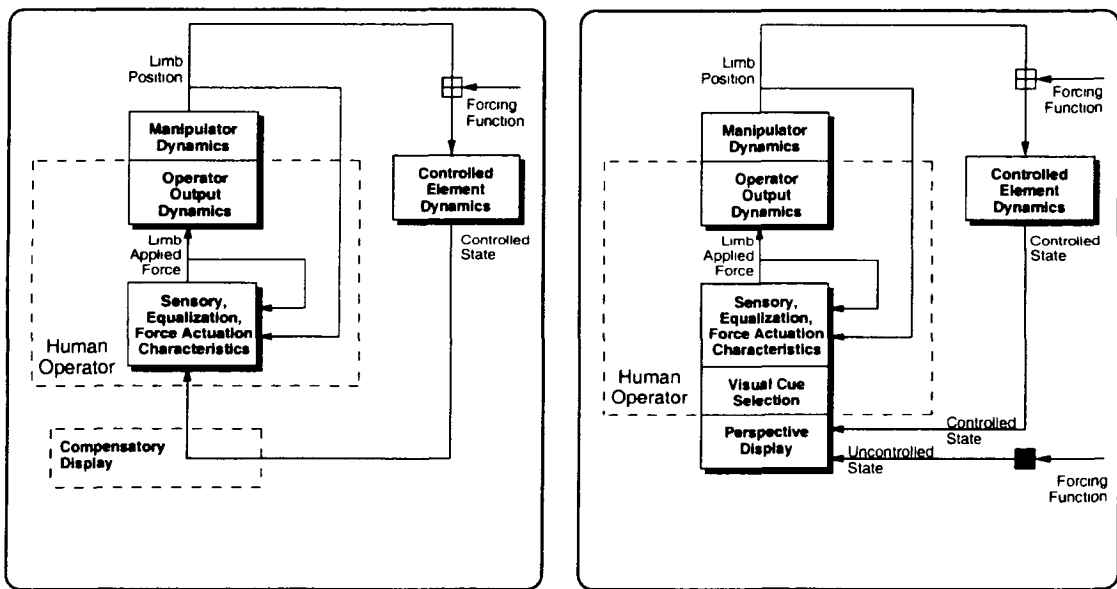 Limb
Position
Forcing
Function
Manipulator
Dynamics
Operator
Output
Dynamics
Controlled
Element
Dynamics
Limb
Applied
Force
Controlled
State
Sensory,
Equalization,
Force Actuation
Characteristics
Human
Operator
Compensatory
Display
Limb
Position
Forcing
Function
Manipulator
Dynamics
Operator
Output
Dynamics
Controlled
Element
Dynamics
Limb
Applied
Force
Controlled
State
Sensory,
Equalization,
Force Actuation
Characteristics
Human
Operator
Visual Cue
Selection
Perspective
Display
Controlled
State
Uncontrolled
State
Forcing
Function